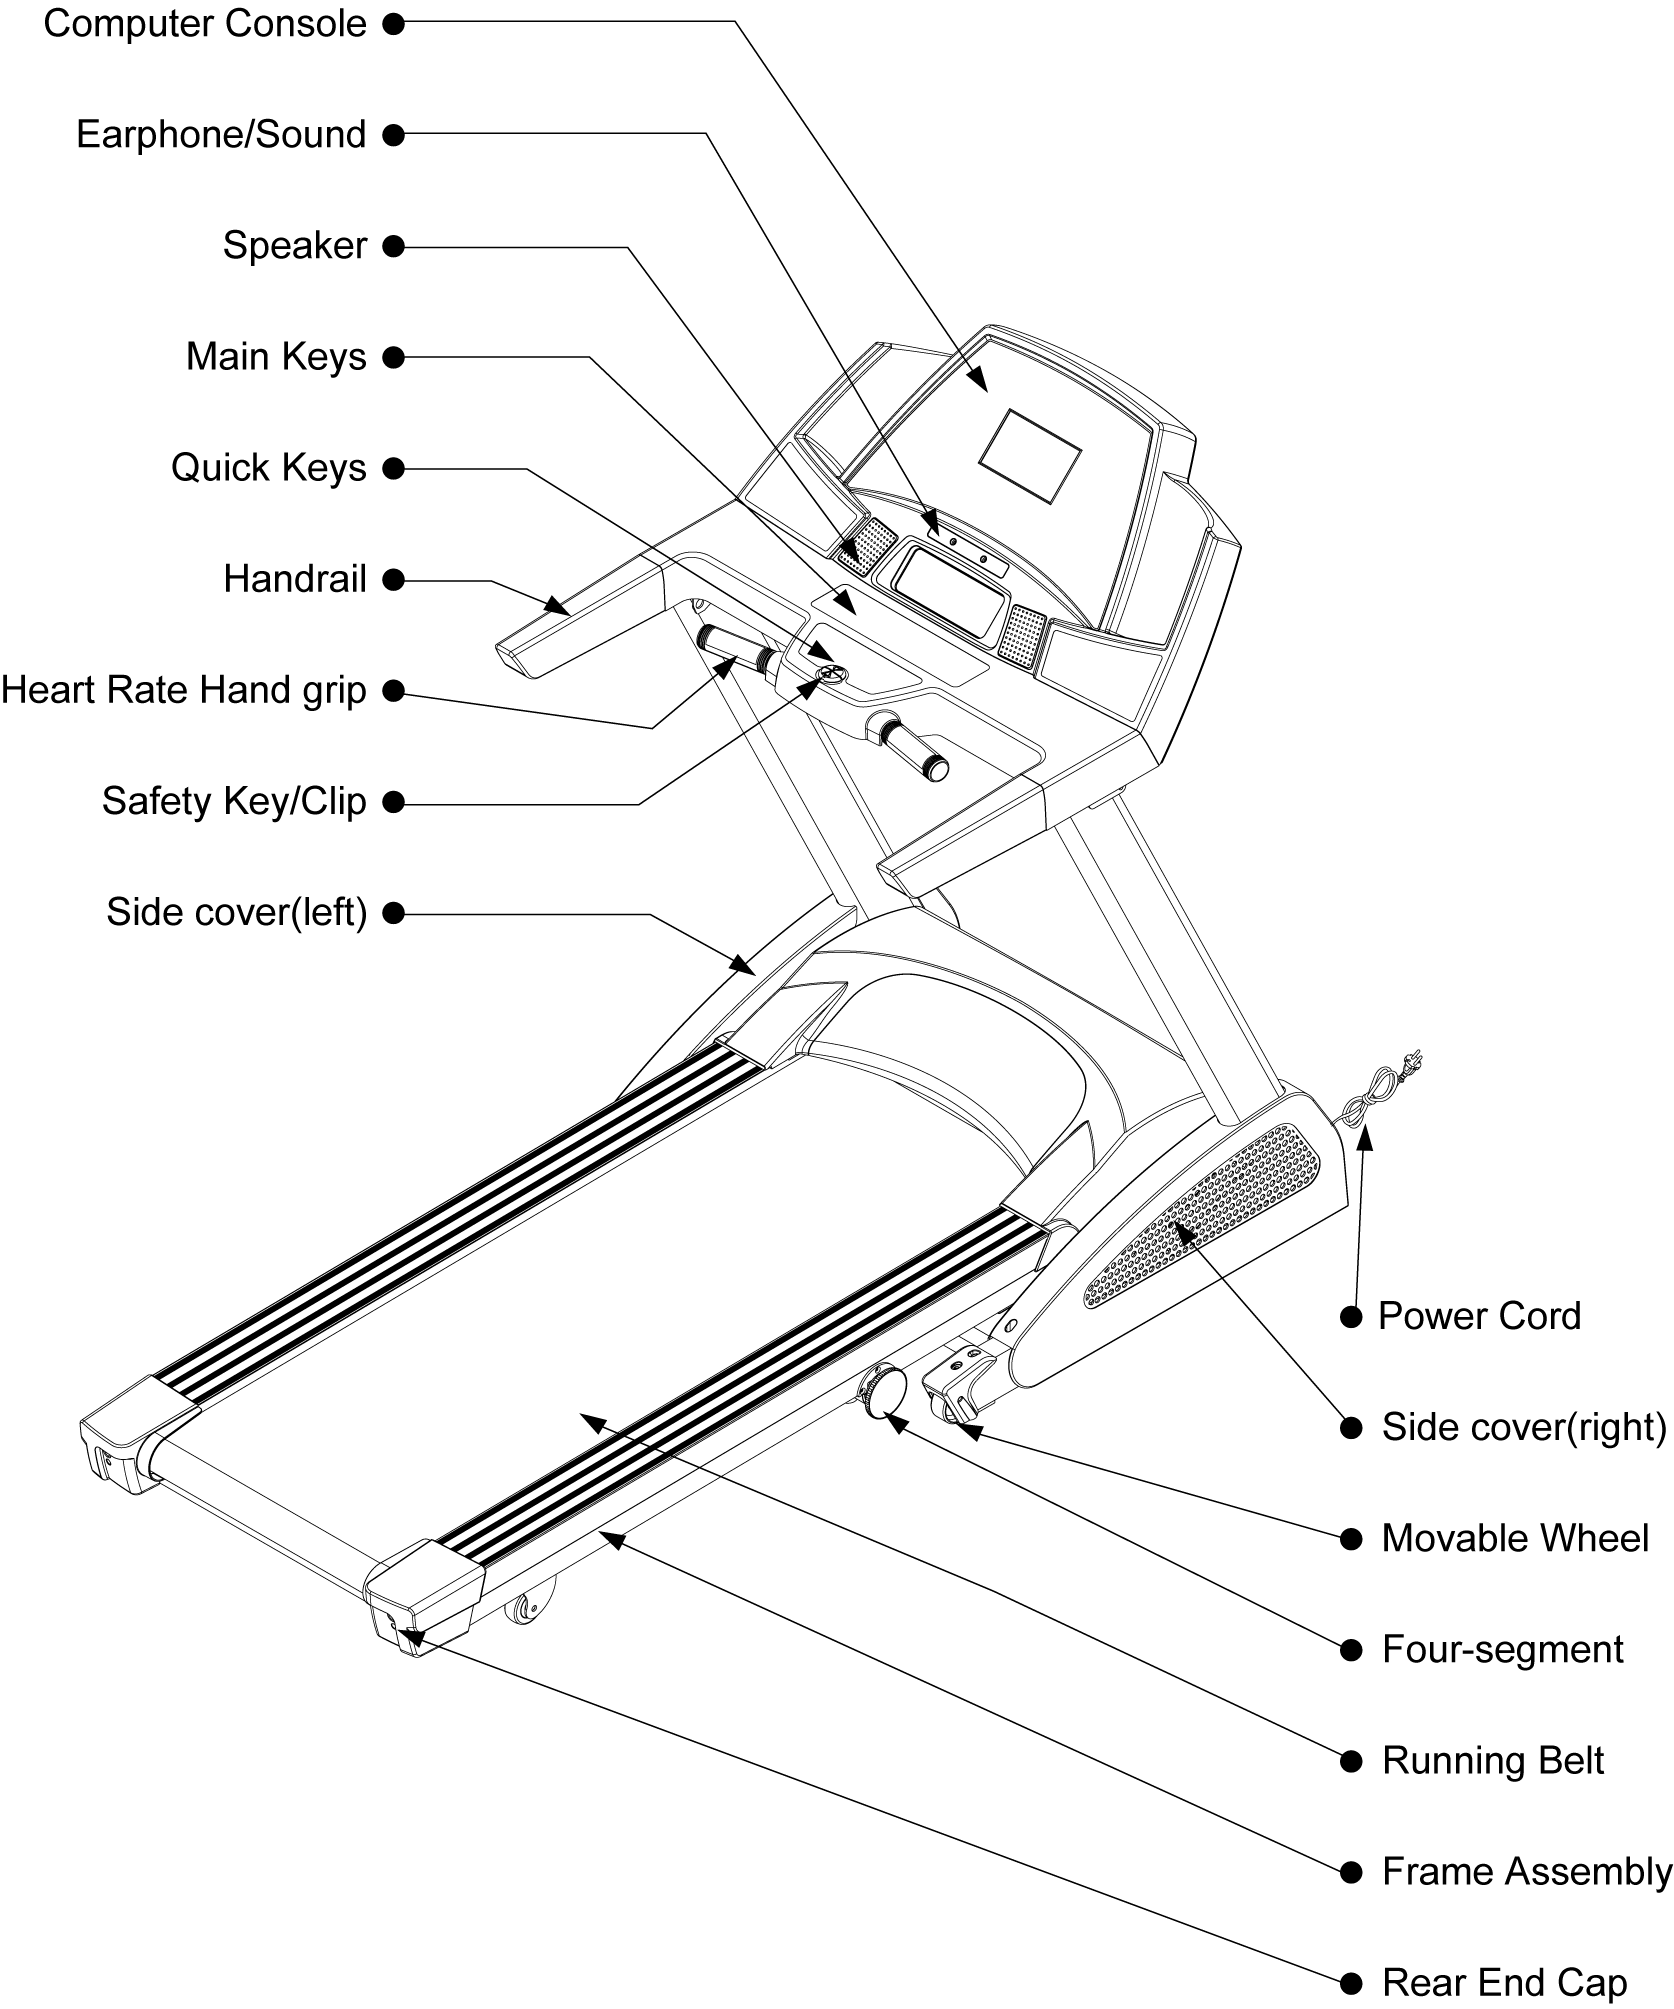 Computer Console
Earphone/Sound
Speaker
Main Keys
Quick Keys
Handrail
Heart Rate Hand grip
Safety Key/Clip
Side cover(left)
Power Cord
Side cover(right)
Movable Wheel
Four-segment
Running Belt
Frame Assembly
Rear End Cap